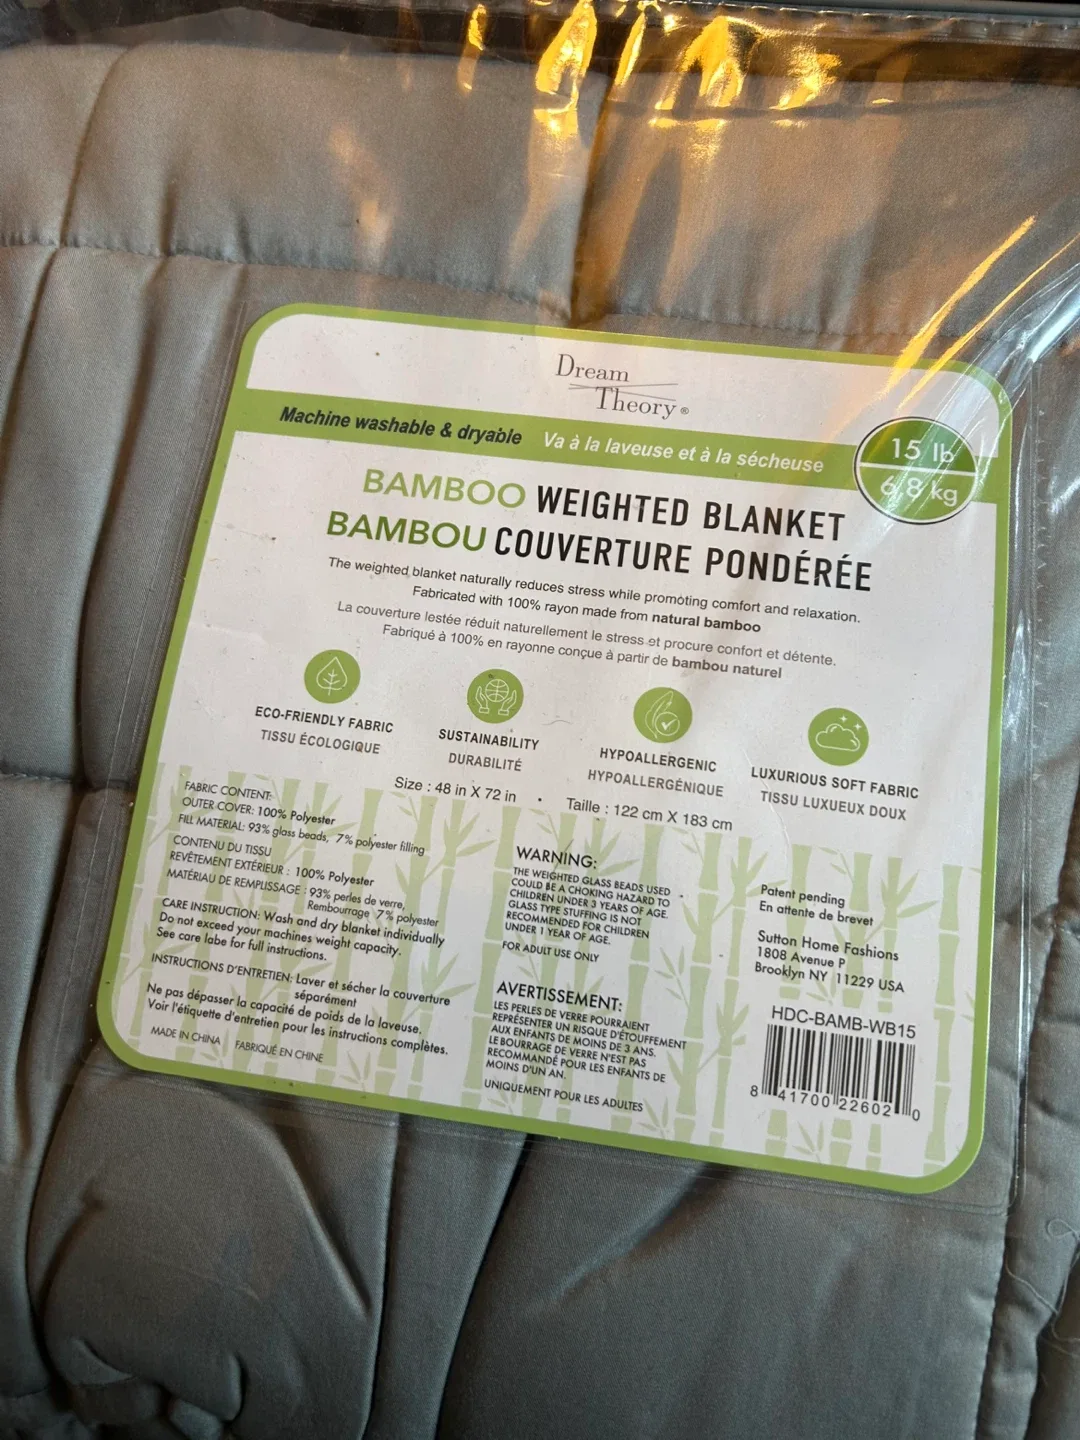 Dream
Theory®
Machine washable & dryable Va à la laveuse et à la sécheuse
15 lb
6,8 kg
BAMBOO WEIGHTED BLANKET
BAMBOU COUVERTURE PONDÉRÉE
The weighted blanket naturally reduces stress while promoting comfort and relaxation.
Fabricated with 100% rayon made from natural bamboo
La couverture lestée réduit naturellement le stress et procure confort et détente.
Fabriqué à 100% en rayonne conçue à partir de bambou naturel
ECO-FRIENDLY FABRIC
TISSU ÉCOLOGIQUE
SUSTAINABILITY
DURABILITÉ
HYPOALLERGENIC
HYPOALLERGÉNIQUE
LUXURIOUS SOFT FABRIC
TISSU LUXUEUX DOUX
Size : 48 in X 72 in • Taille : 122 cm X 183 cm
FABRIC CONTENT:
OUTER COVER: 100% Polyester
FILL MATERIAL: 93% glass beads, 7% polyester filling
CONTENU DU TISSU
REVÊTEMENT EXTÉRIEUR : 100% Polyester
MATÉRIAU DE REMPLISSAGE : 93% perles de verre,
Rembourrage 7% polyester
CARE INSTRUCTION: Wash and dry blanket individually
Do not exceed your machines weight capacity.
See care labe for full instructions.
INSTRUCTIONS D'ENTRETIEN: Laver et sécher la couverture
séparément
Ne pas dépasser la capacité de poids de la laveuse.
Voir l'étiquette d'entretien pour les instructions complètes.
MADE IN CHINA FABRIQUÉ EN CHINE
WARNING:
THE WEIGHTED GLASS BEADS USED
COULD BE A CHOKING HAZARD TO
CHILDREN UNDER 3 YEARS OF AGE.
GLASS TYPE STUFFING IS NOT
RECOMMENDED FOR CHILDREN
UNDER 1 YEAR OF AGE.
FOR ADULT USE ONLY
AVERTISSEMENT:
LES PERLES DE VERRE POURRAIENT
REPRÉSENTER UN RISQUE D'ÉTOUFFEMENT
AUX ENFANTS DE MOINS DE 3 ANS.
LE BOURRAGE DE VERRE N'EST PAS
RECOMMANDÉ POUR LES ENFANTS DE
MOINS D'UN AN.
UNIQUEMENT POUR LES ADULTES
Patent pending
En attente de brevet
Sutton Home Fashions
1808 Avenue P
Brooklyn NY 11229 USA
HDC-BAMB-WB15
8 41700 22602 0